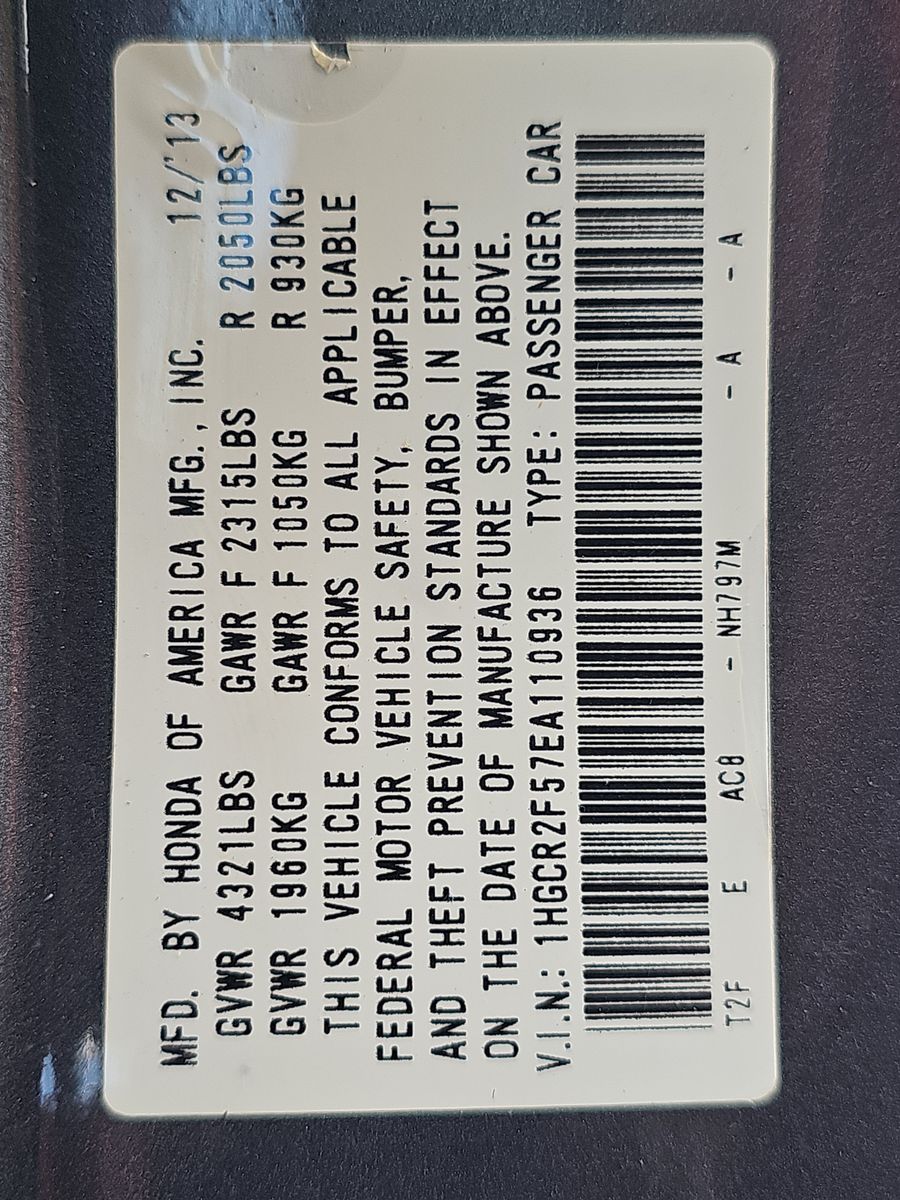 MFD. BY HONDA OF AMERICA MFG., INC. 12/'13
GVWR 4321LBS GAWR F 2315LBS R 2050LBS
GVWR 1960KG GAWR F 1050KG R 930KG
THIS VEHICLE CONFORMS TO ALL APPLICABLE
FEDERAL MOTOR VEHICLE SAFETY, BUMPER,
AND THEFT PREVENTION STANDARDS IN EFFECT
ON THE DATE OF MANUFACTURE SHOWN ABOVE.
V.I.N.: 1HGCR2F57EA110936 TYPE: PASSENGER CAR
T2F E AC8 - NH797M - A - A